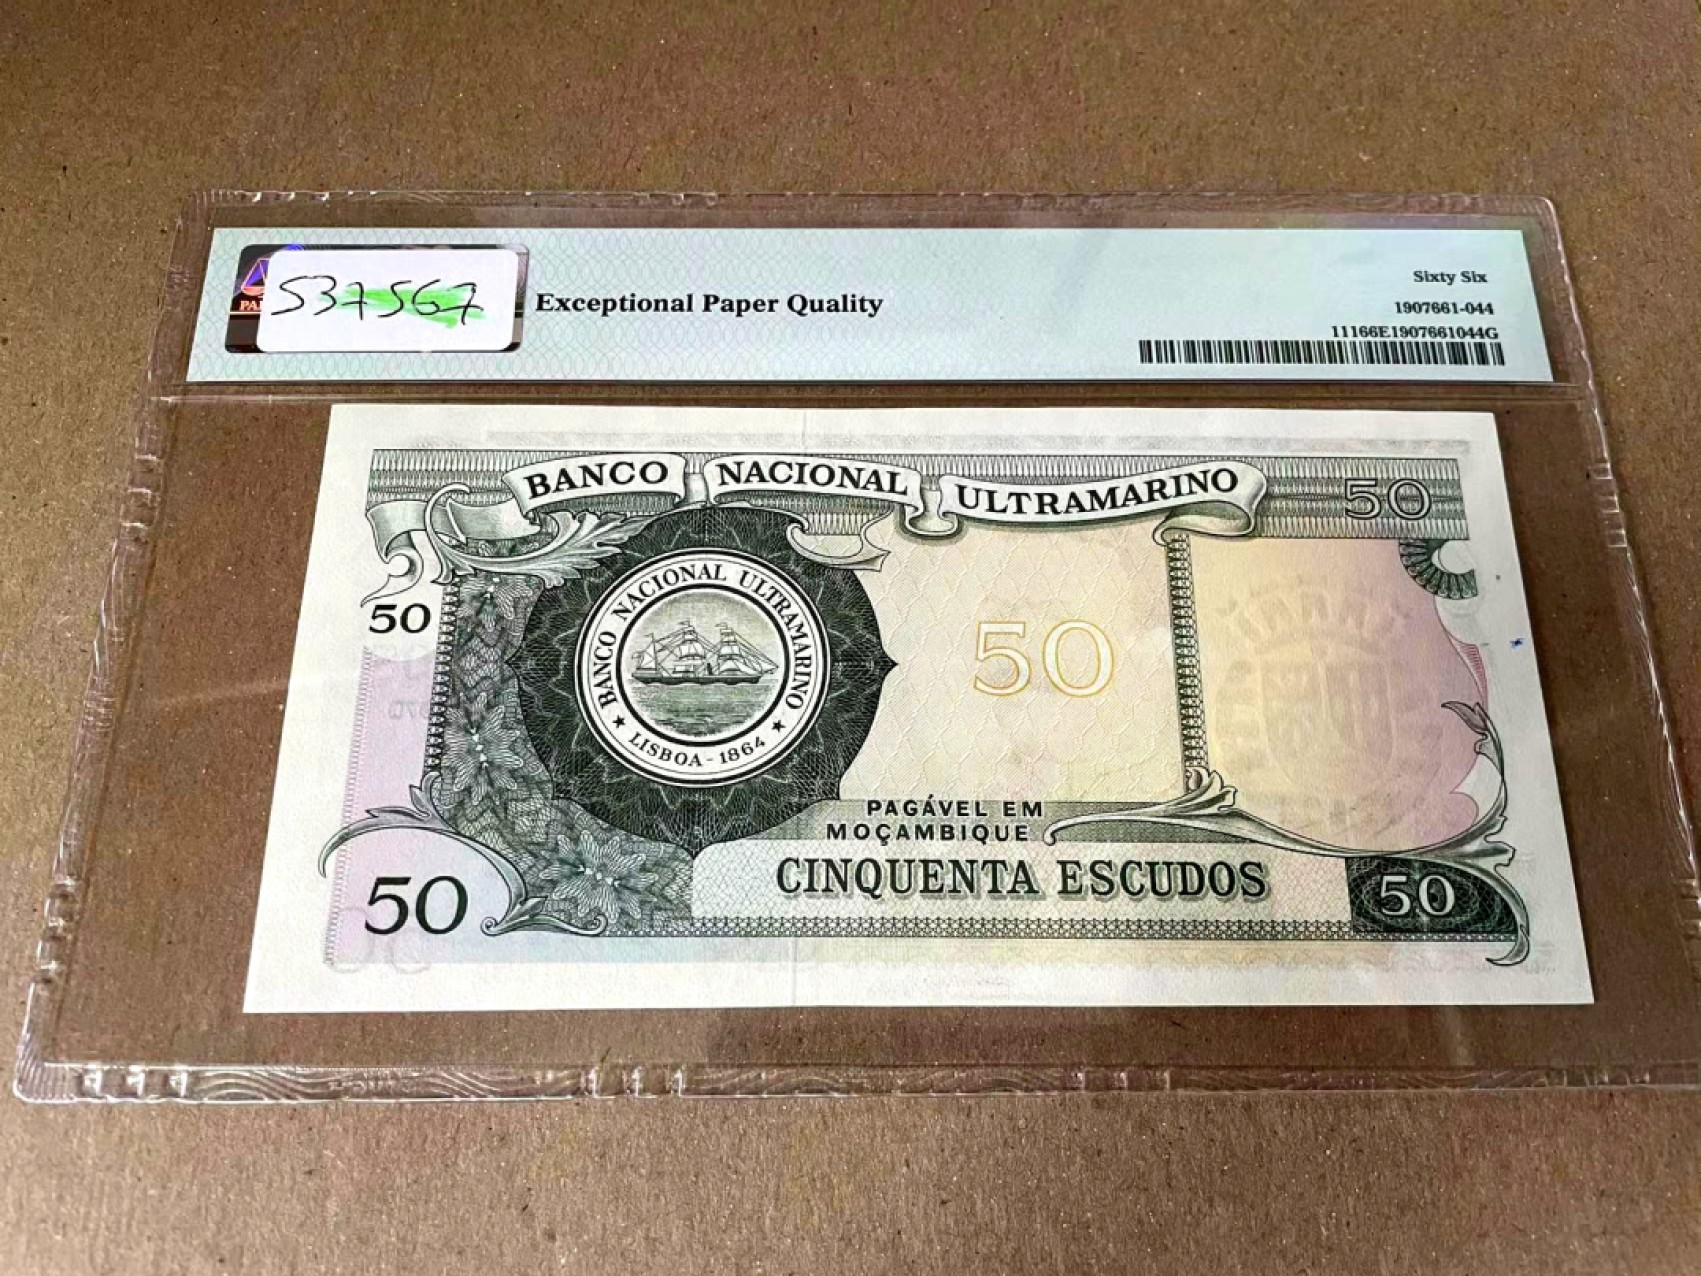 537567
Exceptional Paper Quality
Sixty Six
1907661-044
11166E1907661044G
BANCO NACIONAL ULTRAMARINO
50
50
BANCO NACIONAL ULTRAMARINO
LISBOA - 1864
50
PAGÁVEL EM
MOÇAMBIQUE
CINQUENTA ESCUDOS
50
50